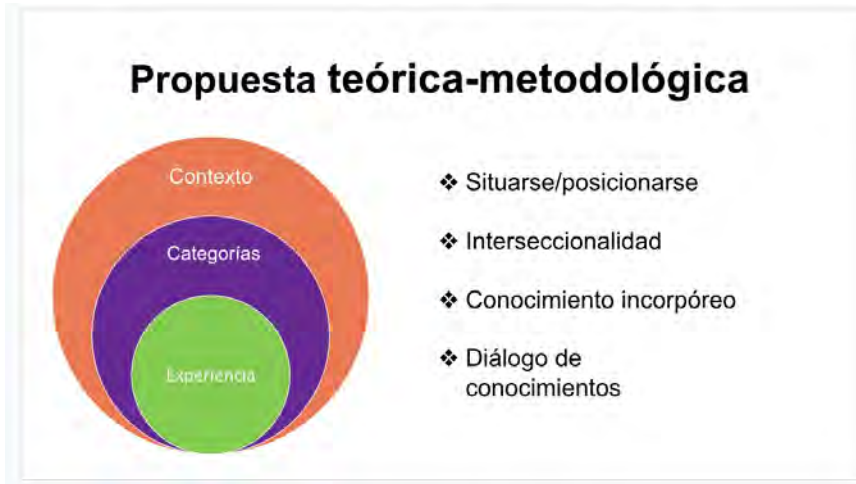 Propuesta teórica-metodológica
Contexto
Categorías
Experiencia
❖ Situarse/posicionarse
❖ Interseccionalidad
❖ Conocimiento incorpóreo
❖ Diálogo de
conocimientos